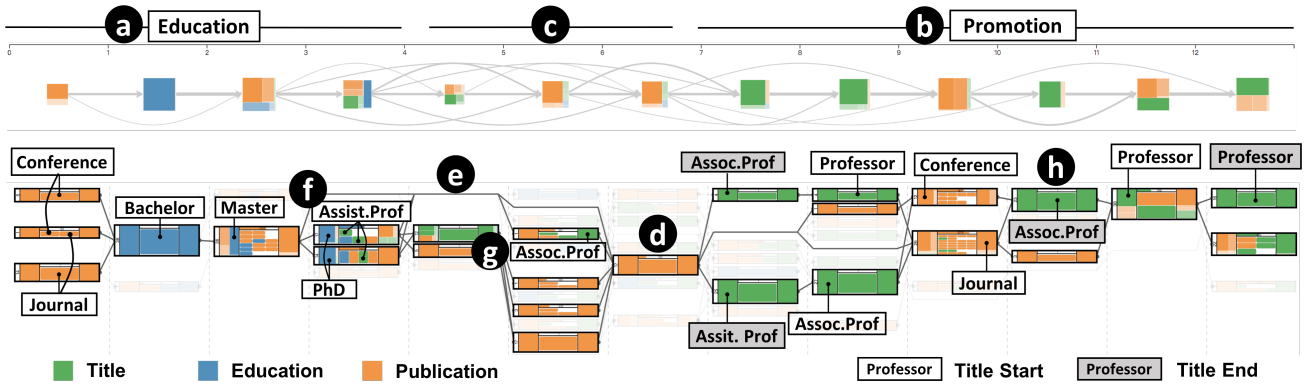 a Education c b Promotion
0 1 2 3 4 5 6 7 8 9 10 11 12
Conference f e Assoc.Prof Professor Conference h Professor Professor
Bachelor Master Assist.Prof d
g Assoc.Prof Assoc.Prof
Journal PhD Journal
Assit. Prof Assoc.Prof
Title Education Publication Professor Title Start Professor Title End